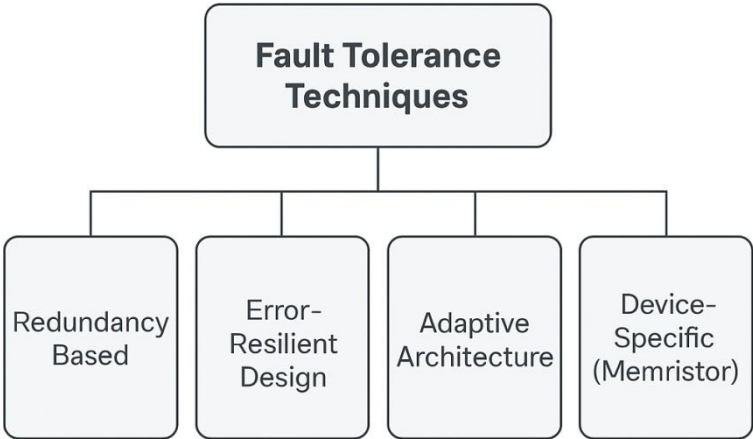 Fault Tolerance
Techniques
Redundancy
Based
Error-
Resilient
Design
Adaptive
Architecture
Device-
Specific
(Memristor)